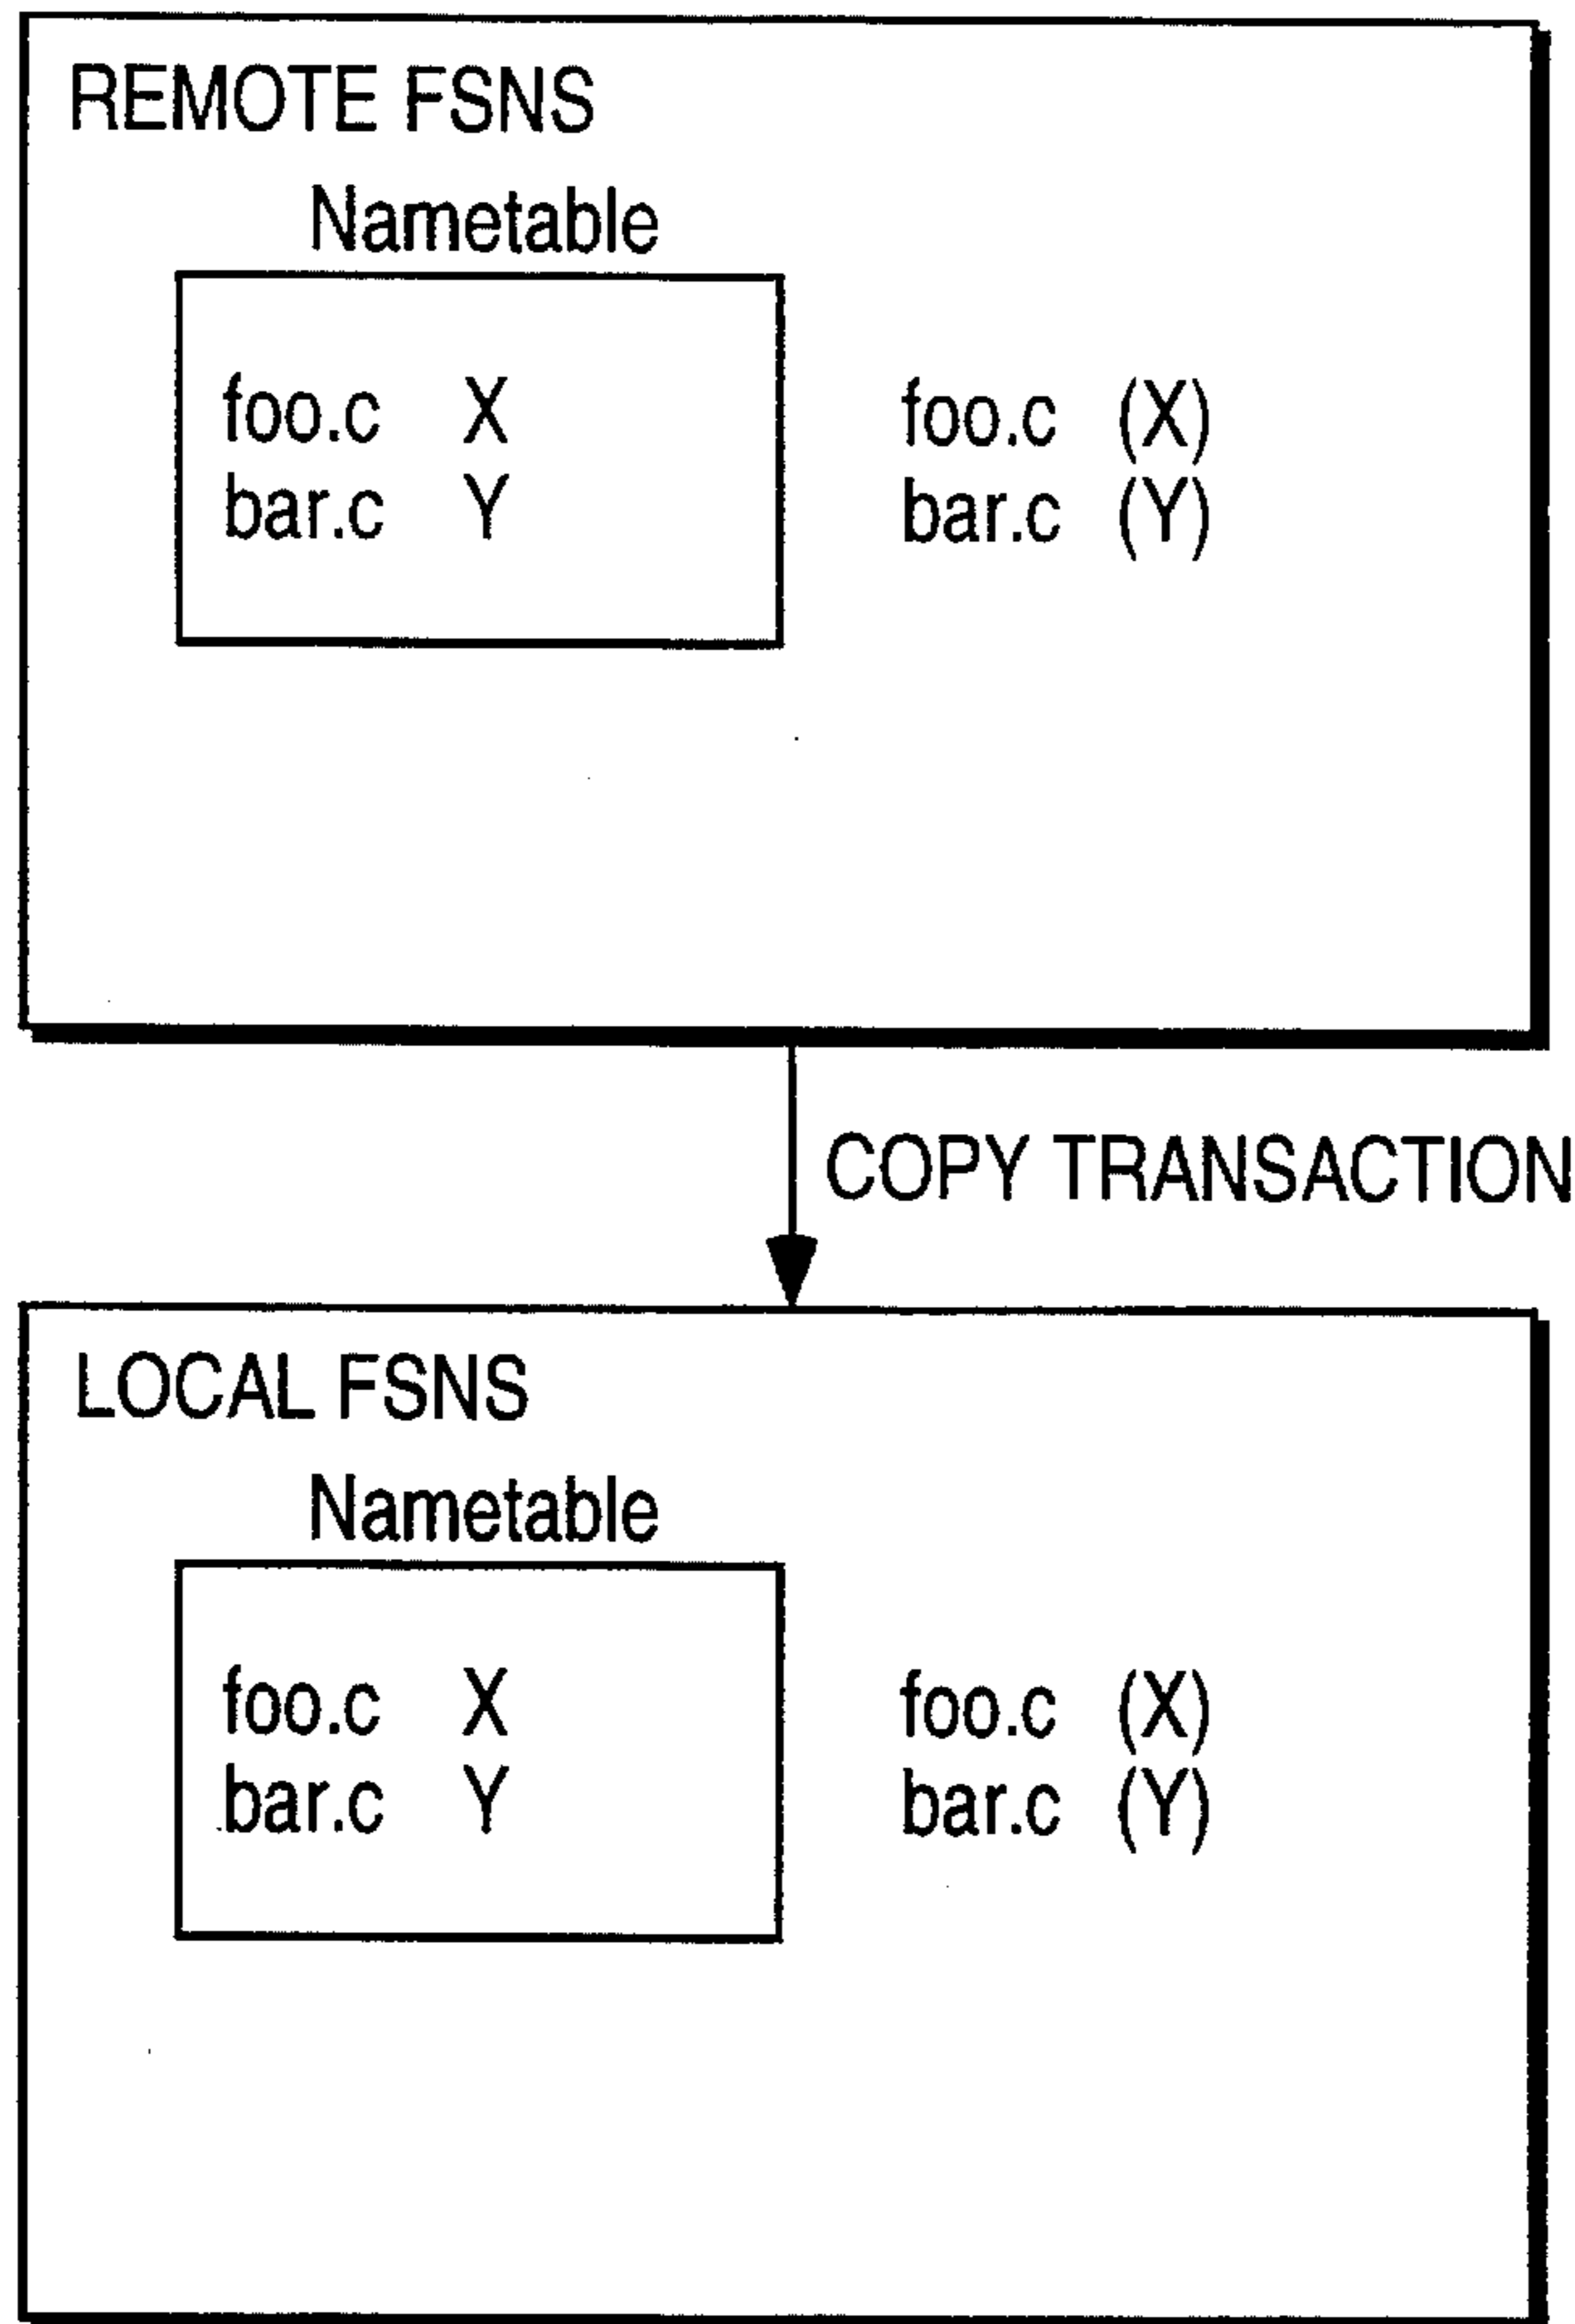 REMOTE FSNS
Nametable
foo.c X foo.c (X)
bar.c Y bar.c (Y)
COPY TRANSACTION
LOCAL FSNS
Nametable
foo.c X foo.c (X)
bar.c Y bar.c (Y)